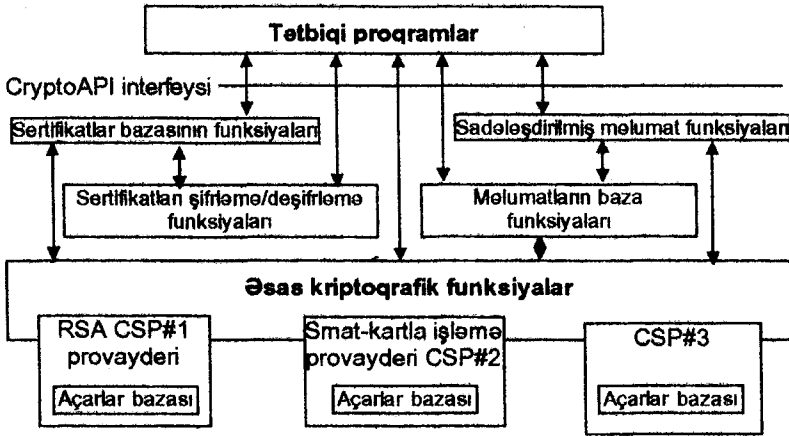 Tətbiqi proqramlar
CryptoAPI interfeysi
Sertifikatlar bazasının funksiyaları
Sadələşdirilmiş məlumat funksiyaları
Sertifikatları şifrləmə/deşifrləmə
funksiyaları
Məlumatların baza
funksiyaları
Əsas kriptoqrafik funksiyalar
RSA CSP#1
provayderi
Açarlar bazası
Smat-kartla işləmə
provayderi CSP#2
Açarlar bazası
CSP#3
Açarlar bazası